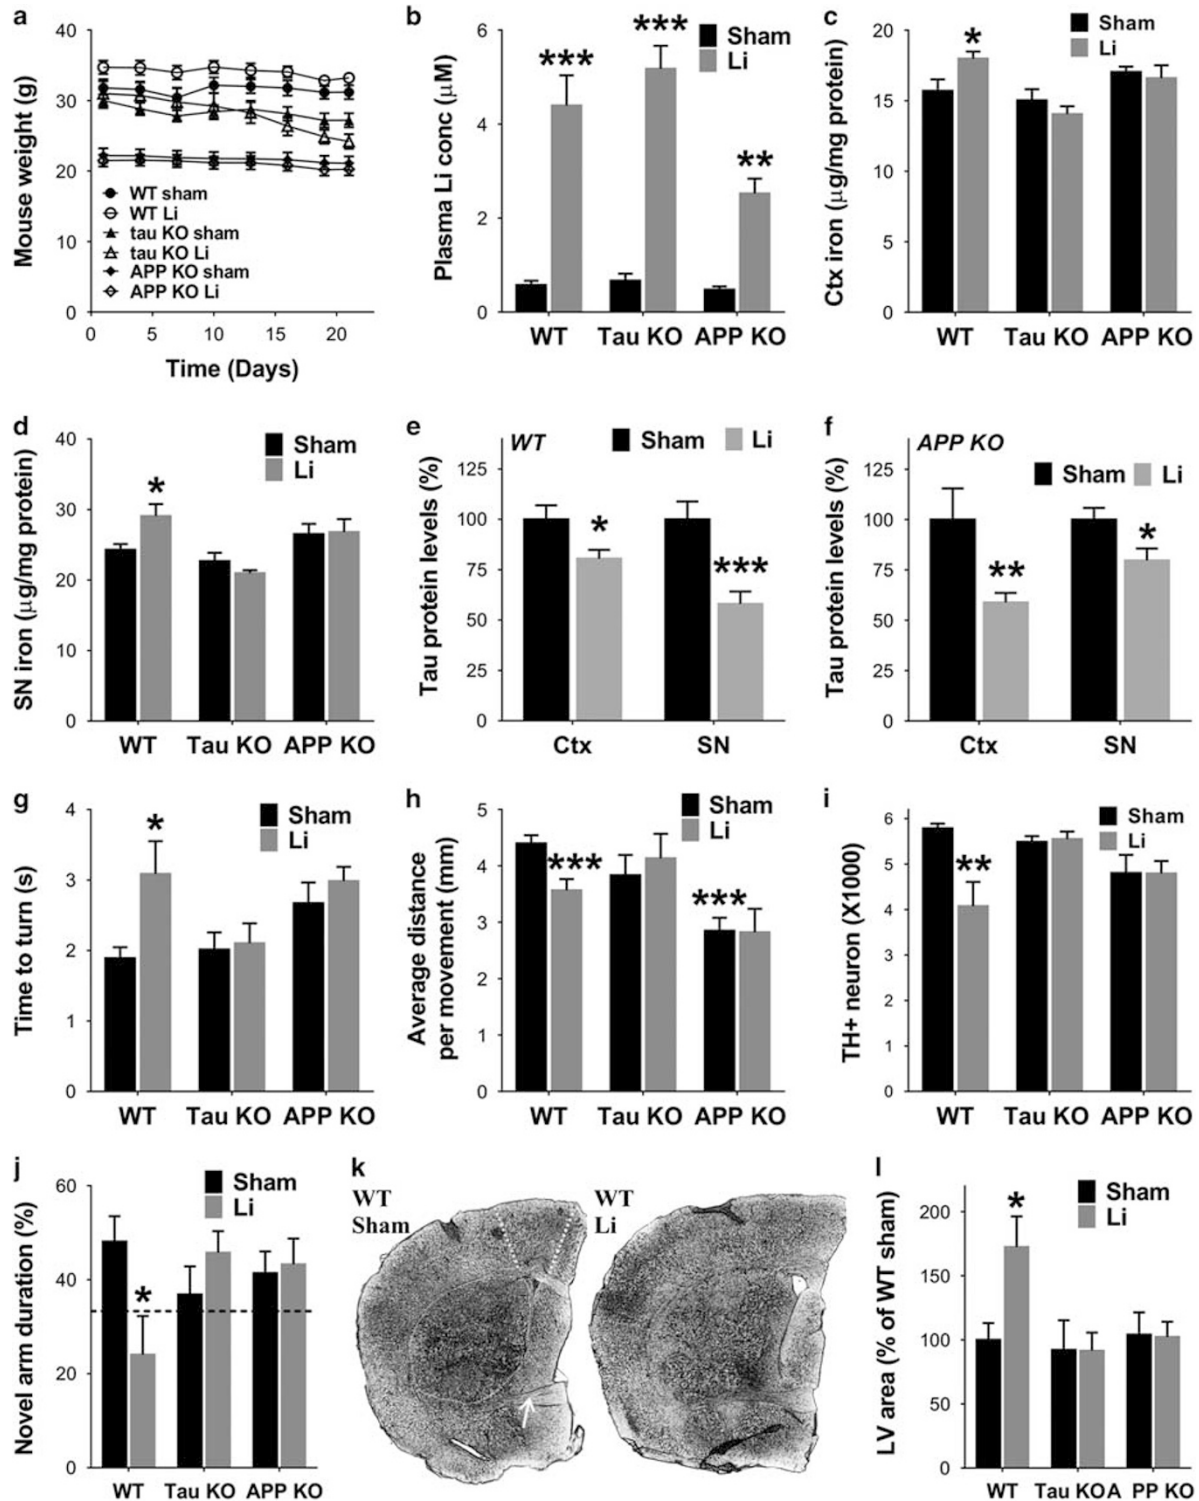 a
Mouse weight (g)
40
30
20
10
0
WT sham
WT Li
tau KO sham
tau KO Li
APP KO sham
APP KO Li
0 5 10 15 20
Time (Days)
b
Plasma Li conc (μM)
6
4
2
0
Sham
Li
***
***
**
WT Tau KO APP KO
c
Ctx iron (μg/mg protein)
20
15
10
5
0
Sham
Li
*
WT Tau KO APP KO
d
SN iron (μg/mg protein)
40
30
20
10
0
Sham
Li
*
WT Tau KO APP KO
e
WT
Sham Li
Tau protein levels (%)
125
100
75
50
25
0
*
***
Ctx SN
f
APP KO
Sham Li
Tau protein levels (%)
125
100
75
50
25
0
**
*
Ctx SN
g
Time to turn (s)
4
3
2
1
0
Sham
Li
*
WT Tau KO APP KO
h
Average distance
per movement (mm)
5
4
3
2
1
0
Sham
Li
***
***
WT Tau KO APP KO
i
TH+ neuron (X1000)
6
5
4
3
2
1
0
Sham
Li
**
WT Tau KO APP KO
j
Novel arm duration (%)
60
40
20
0
Sham
Li
*
WT Tau KO APP KO
k
WT
Sham
WT
Li
l
LV area (% of WT sham)
200
150
100
50
0
Sham
Li
*
WT Tau KOA PP KO